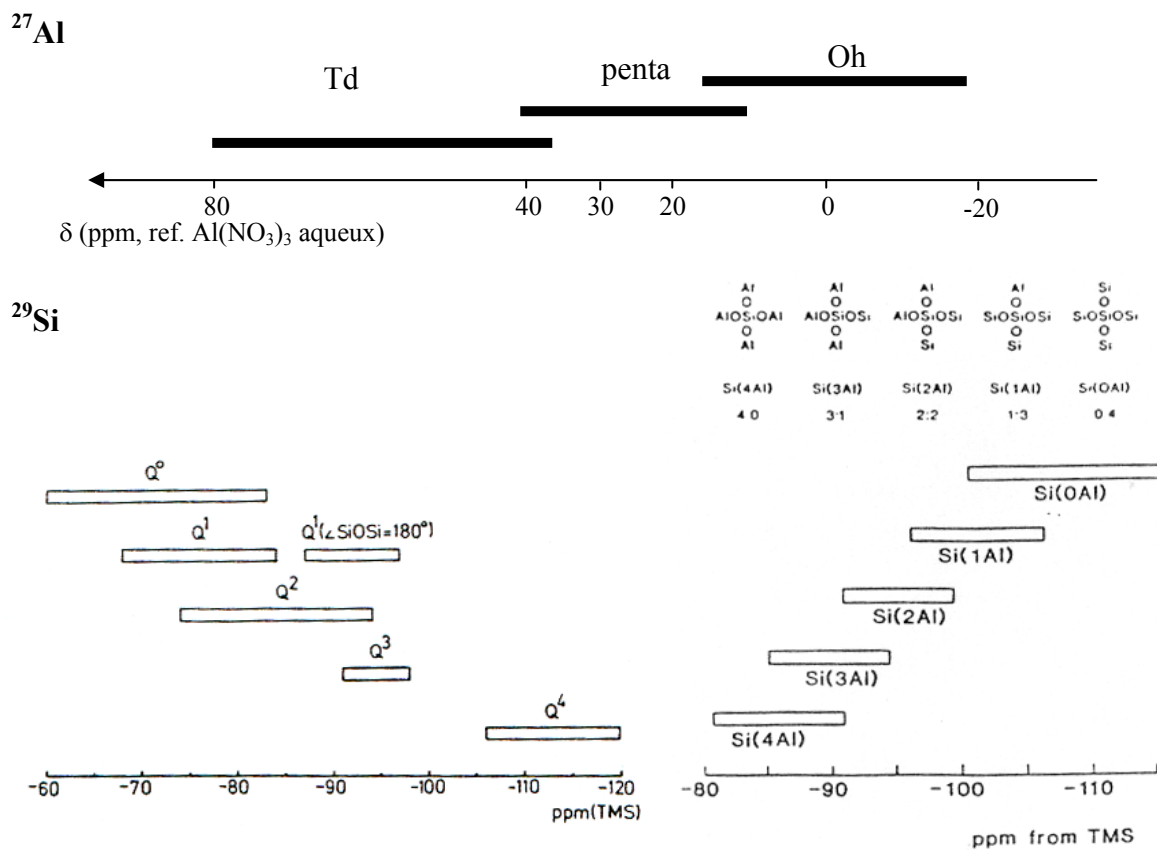 ²⁷Al
Td penta Oh
80 40 30 20 0 -20
δ (ppm, ref. Al(NO₃)₃ aqueux)
²⁹Si
Al Al Al Al Si
O O O O O
AlOSiOAl AlOSiOSi AlOSiOSi SiOSiOSi SiOSiOSi
O O O O O
Al Al Si Si Si
Si(4Al) Si(3Al) Si(2Al) Si(1Al) Si(0Al)
4:0 3:1 2:2 1:3 0:4
Q⁰
Q¹ Q¹(∠SiOSi=180°)
Q²
Q³
Q⁴
-60 -70 -80 -90 -100 -110 -120
ppm(TMS)
Si(0Al)
Si(1Al)
Si(2Al)
Si(3Al)
Si(4Al)
-80 -90 -100 -110
ppm from TMS